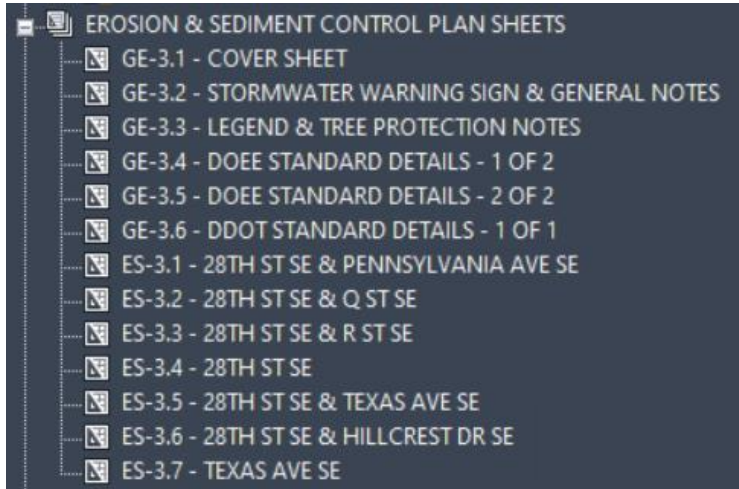 EROSION & SEDIMENT CONTROL PLAN SHEETS
GE-3.1 - COVER SHEET
GE-3.2 - STORMWATER WARNING SIGN & GENERAL NOTES
GE-3.3 - LEGEND & TREE PROTECTION NOTES
GE-3.4 - DOEE STANDARD DETAILS - 1 OF 2
GE-3.5 - DOEE STANDARD DETAILS - 2 OF 2
GE-3.6 - DDOT STANDARD DETAILS - 1 OF 1
ES-3.1 - 28TH ST SE & PENNSYLVANIA AVE SE
ES-3.2 - 28TH ST SE & Q ST SE
ES-3.3 - 28TH ST SE & R ST SE
ES-3.4 - 28TH ST SE
ES-3.5 - 28TH ST SE & TEXAS AVE SE
ES-3.6 - 28TH ST SE & HILLCREST DR SE
ES-3.7 - TEXAS AVE SE